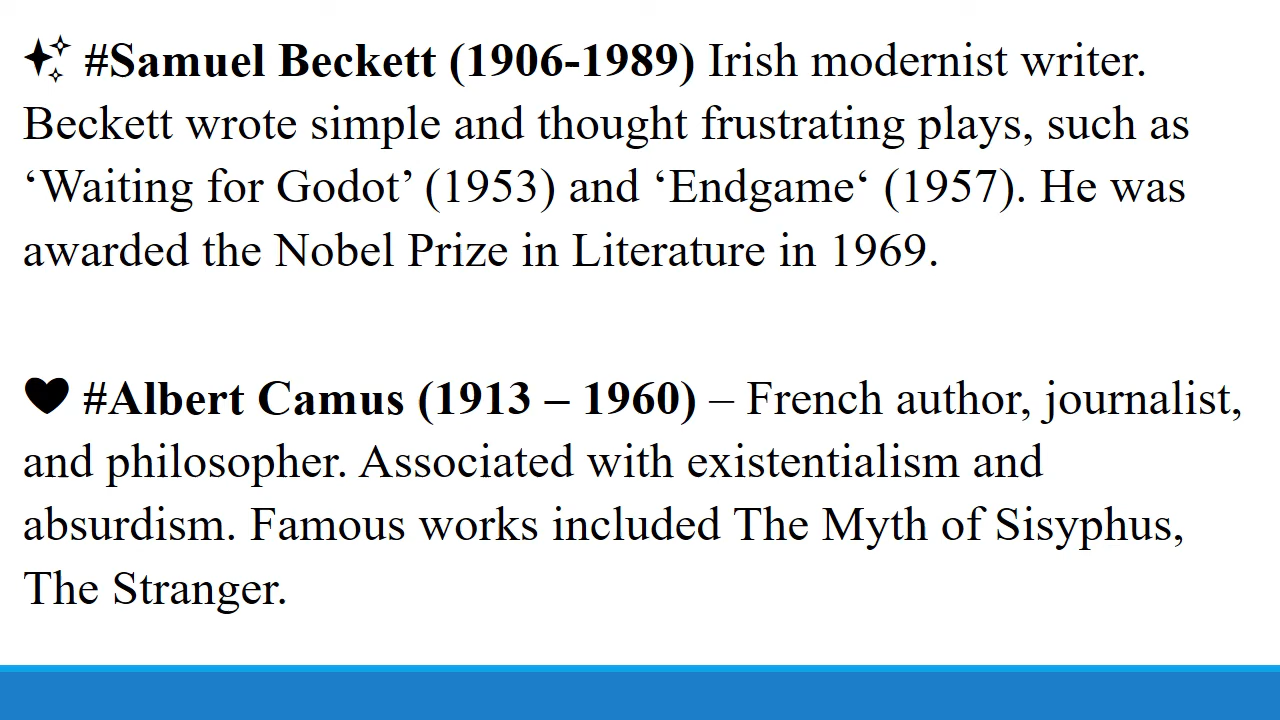 ✨ #Samuel Beckett (1906-1989) Irish modernist writer.
Beckett wrote simple and thought frustrating plays, such as
‘Waiting for Godot’ (1953) and ‘Endgame‘ (1957). He was
awarded the Nobel Prize in Literature in 1969.
🖤 #Albert Camus (1913 – 1960) – French author, journalist,
and philosopher. Associated with existentialism and
absurdism. Famous works included The Myth of Sisyphus,
The Stranger.